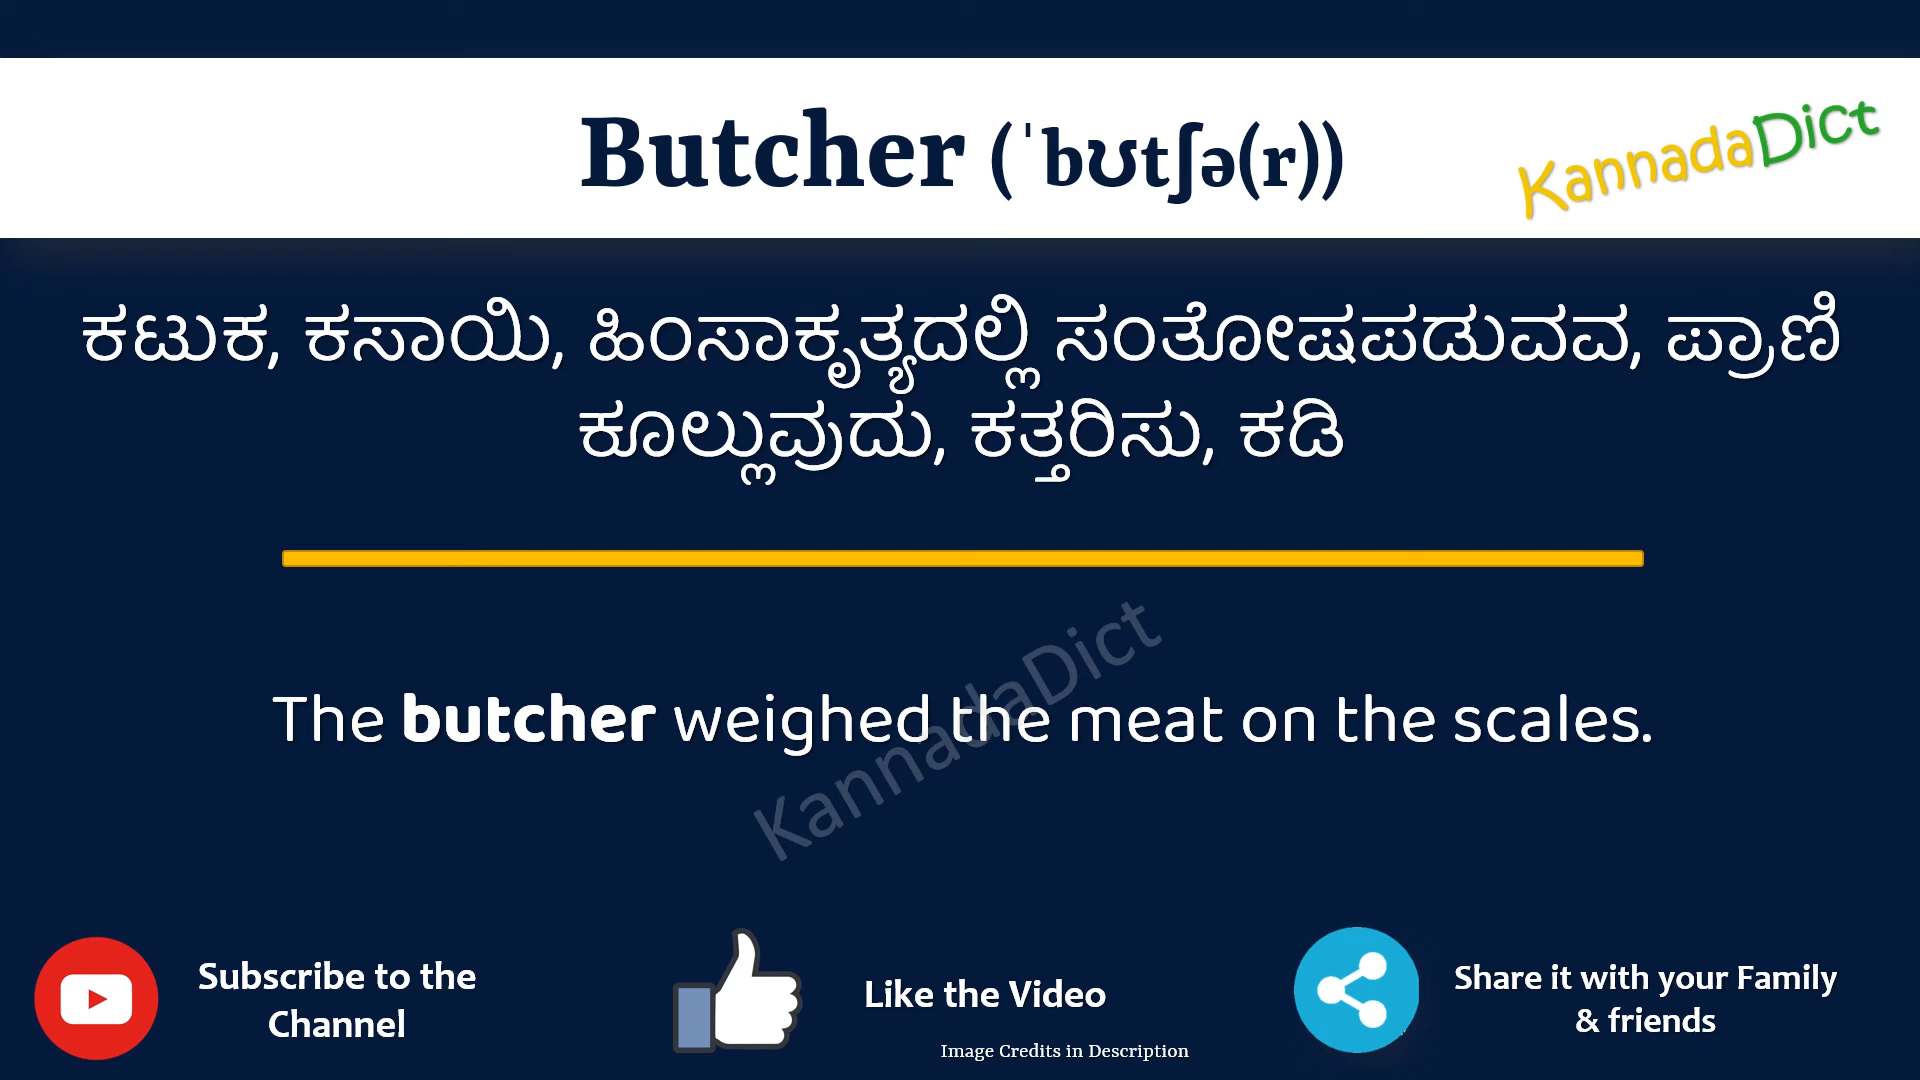 Butcher (ˈbʊtʃə(r))
KannadaDict
ಕಟುಕ, ಕಸಾಯಿ, ಹಿಂಸಾಕೃತ್ಯದಲ್ಲಿ ಸಂತೋಷಪಡುವವ, ಪ್ರಾಣಿ
ಕೂಲ್ಲುವುದು, ಕತ್ತರಿಸು, ಕಡಿ
The butcher weighed the meat on the scales.
KannadaDict
Subscribe to the
Channel
Like the Video
Share it with your Family
& friends
Image Credits in Description